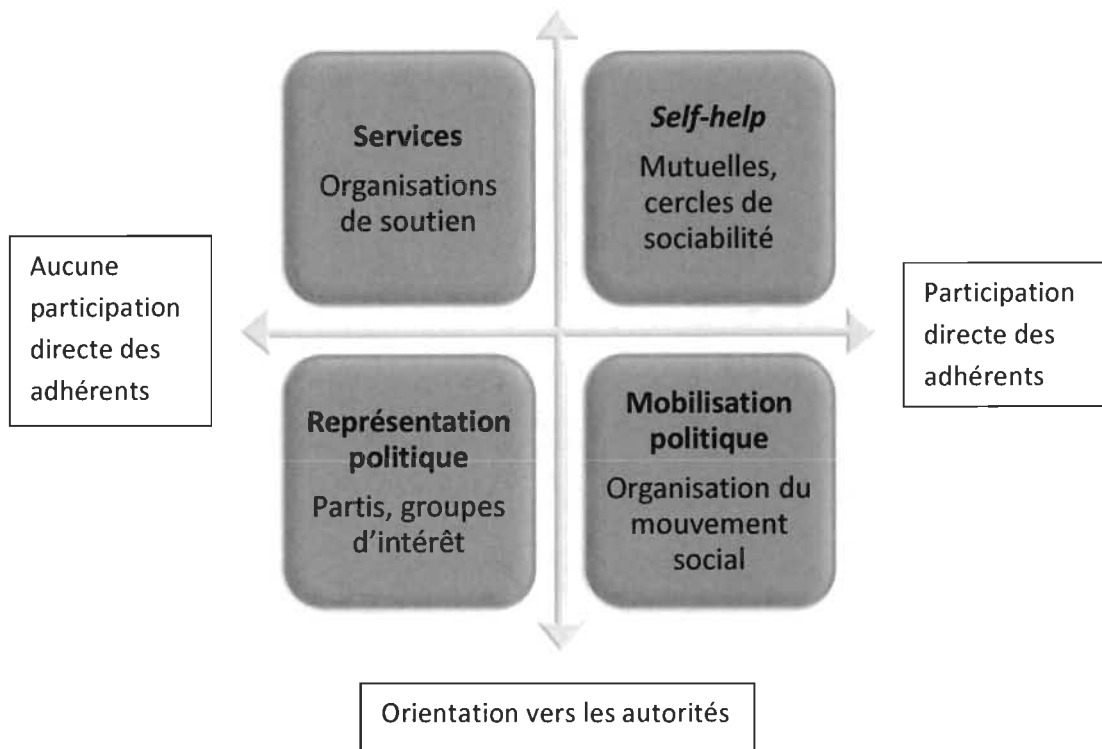 Services
Organisations
de soutien
Self-help
Mutuelles,
cercles de
sociabilité
Aucune
participation
directe des
adhérents
Participation
directe des
adhérents
Représentation
politique
Partis, groupes
d'intérêt
Mobilisation
politique
Organisation du
mouvement
social
Orientation vers les autorités